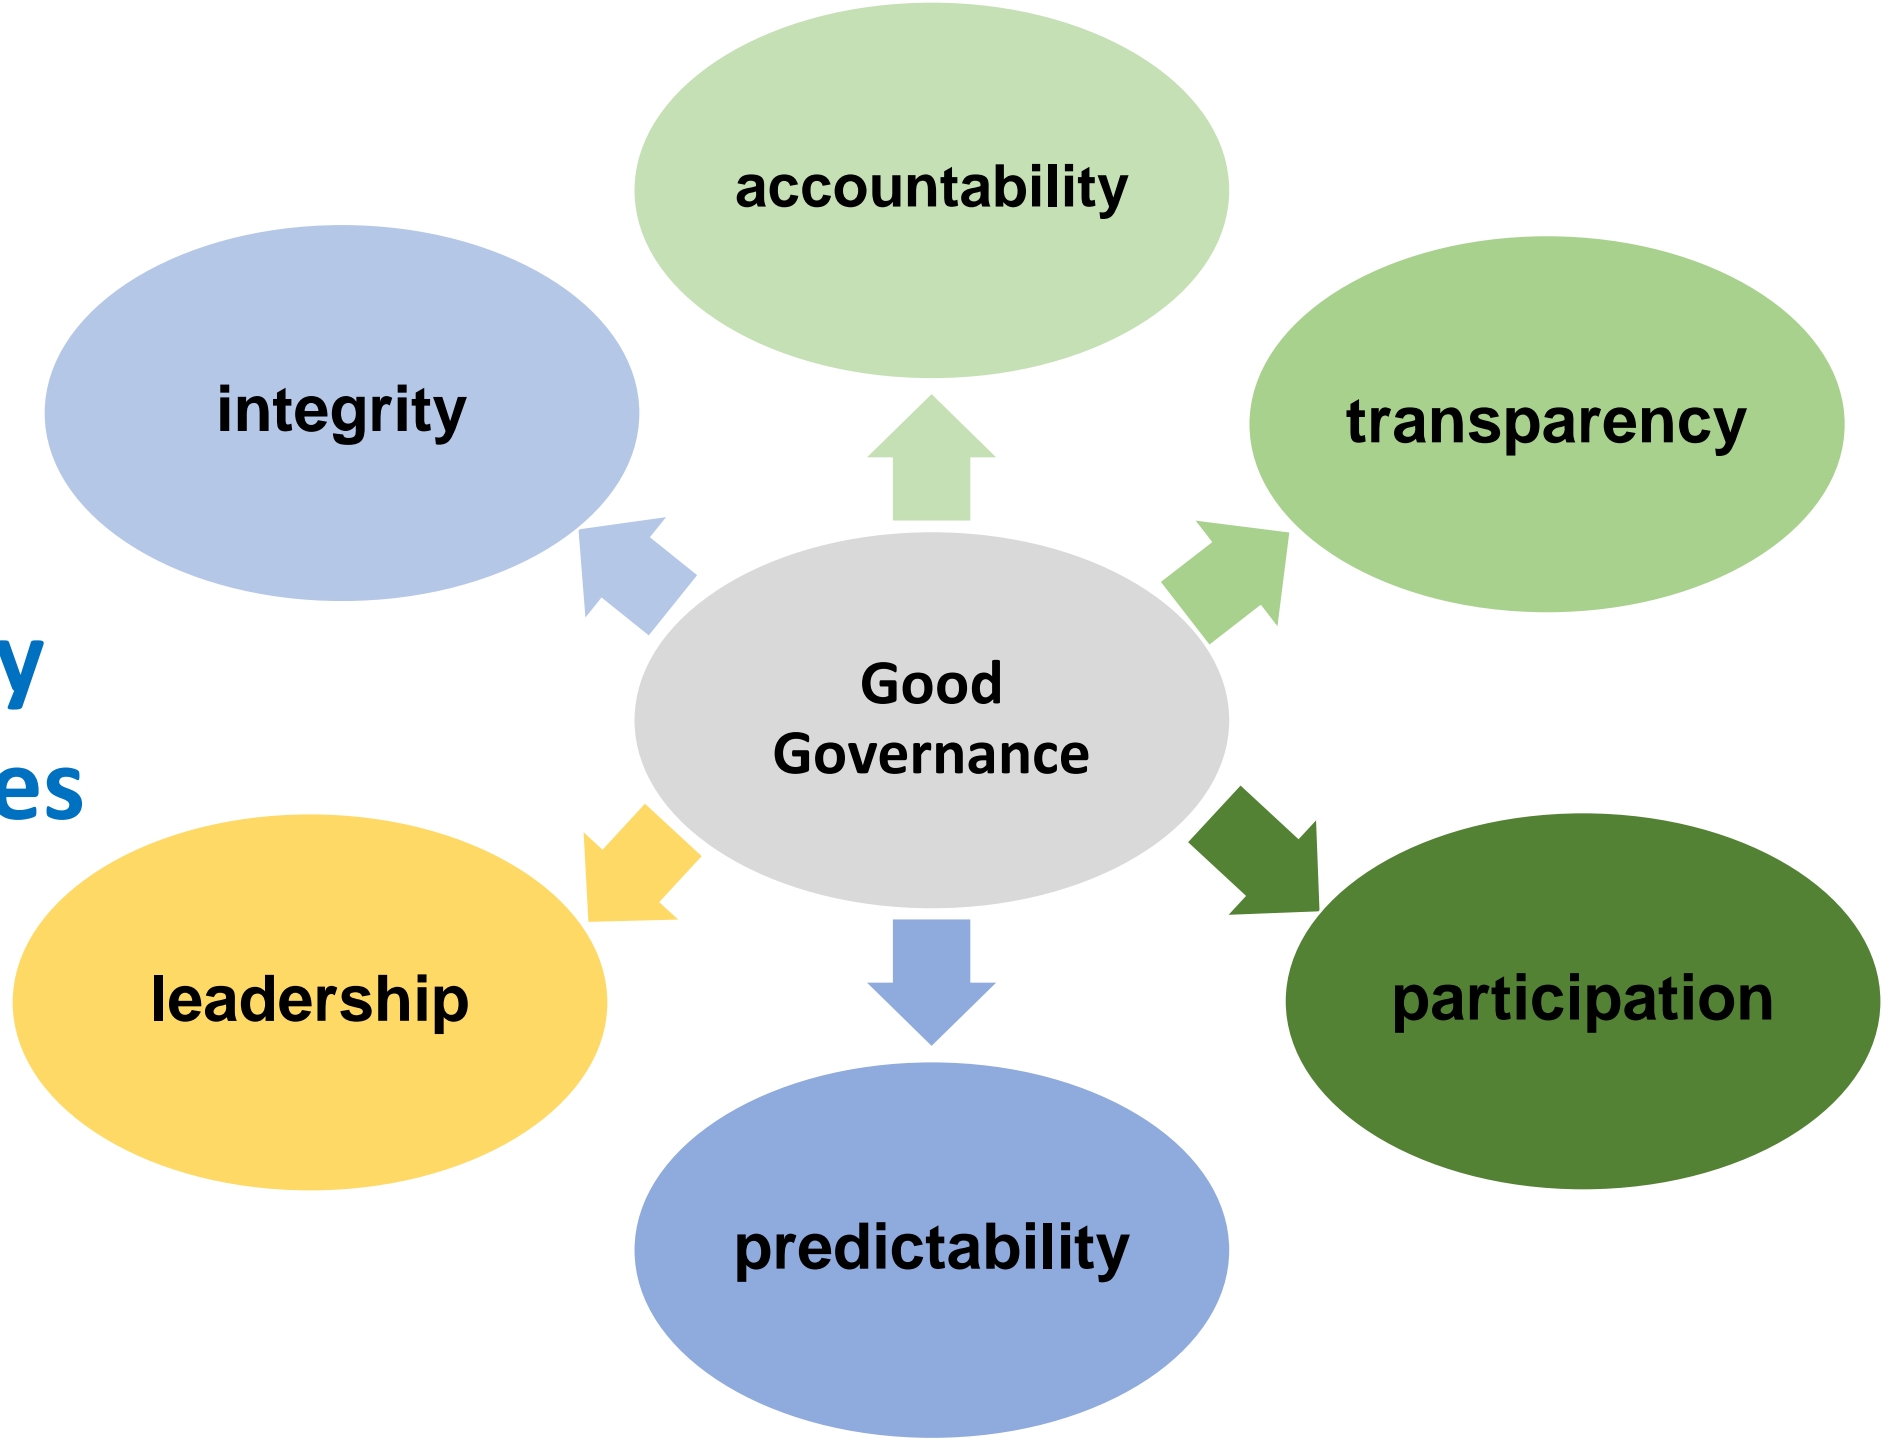 accountability
integrity
transparency
y
es
Good
Governance
leadership
participation
predictability